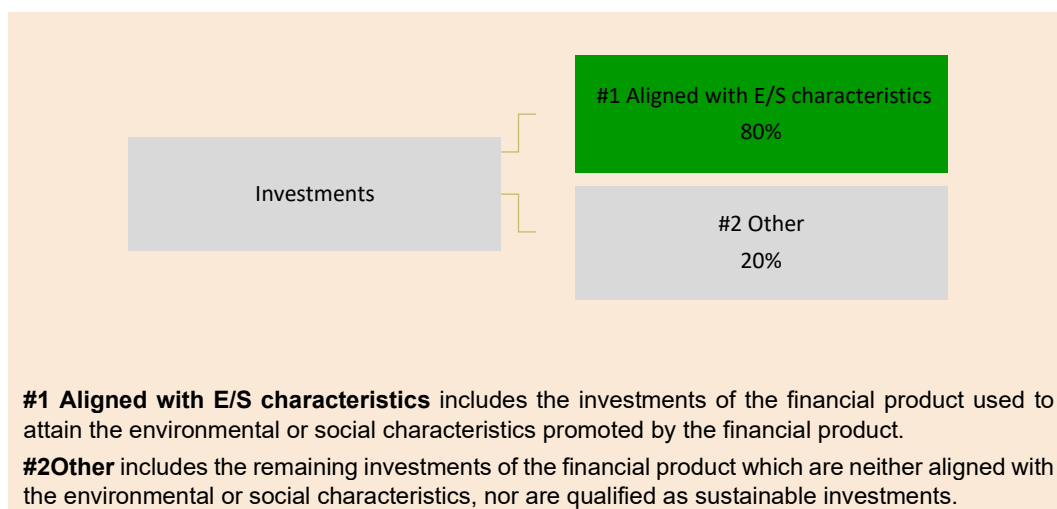 #1 Aligned with E/S characteristics
80%
Investments
#2 Other
20%
#1 Aligned with E/S characteristics includes the investments of the financial product used to
attain the environmental or social characteristics promoted by the financial product.
#2Other includes the remaining investments of the financial product which are neither aligned with
the environmental or social characteristics, nor are qualified as sustainable investments.